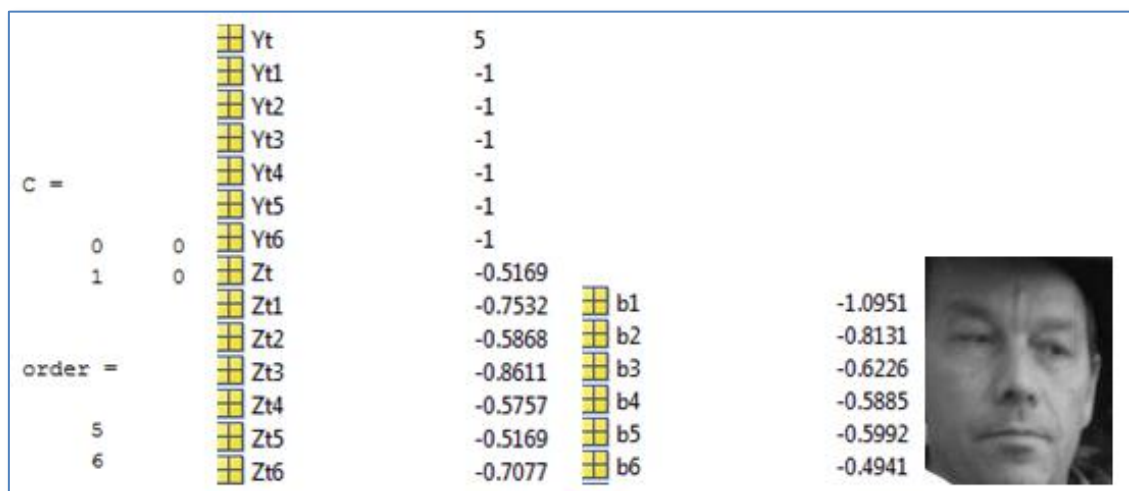 C =
0 0
1 0
order =
5
6
Yt 5
Yt1 -1
Yt2 -1
Yt3 -1
Yt4 -1
Yt5 -1
Yt6 -1
Zt -0.5169
Zt1 -0.7532
Zt2 -0.5868
Zt3 -0.8611
Zt4 -0.5757
Zt5 -0.5169
Zt6 -0.7077
b1 -1.0951
b2 -0.8131
b3 -0.6226
b4 -0.5885
b5 -0.5992
b6 -0.4941